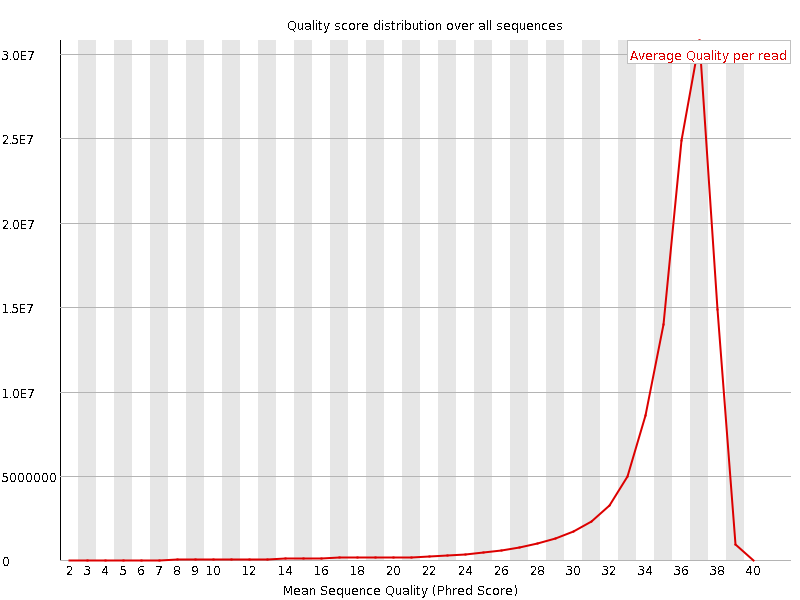 Quality score distribution over all sequences
Average Quality per read
3.0E7
2.5E7
2.0E7
1.5E7
1.0E7
5000000
0
2 3 4 5 6 7 8 9 10 12 14 16 18 20 22 24 26 28 30 32 34 36 38 40
Mean Sequence Quality (Phred Score)